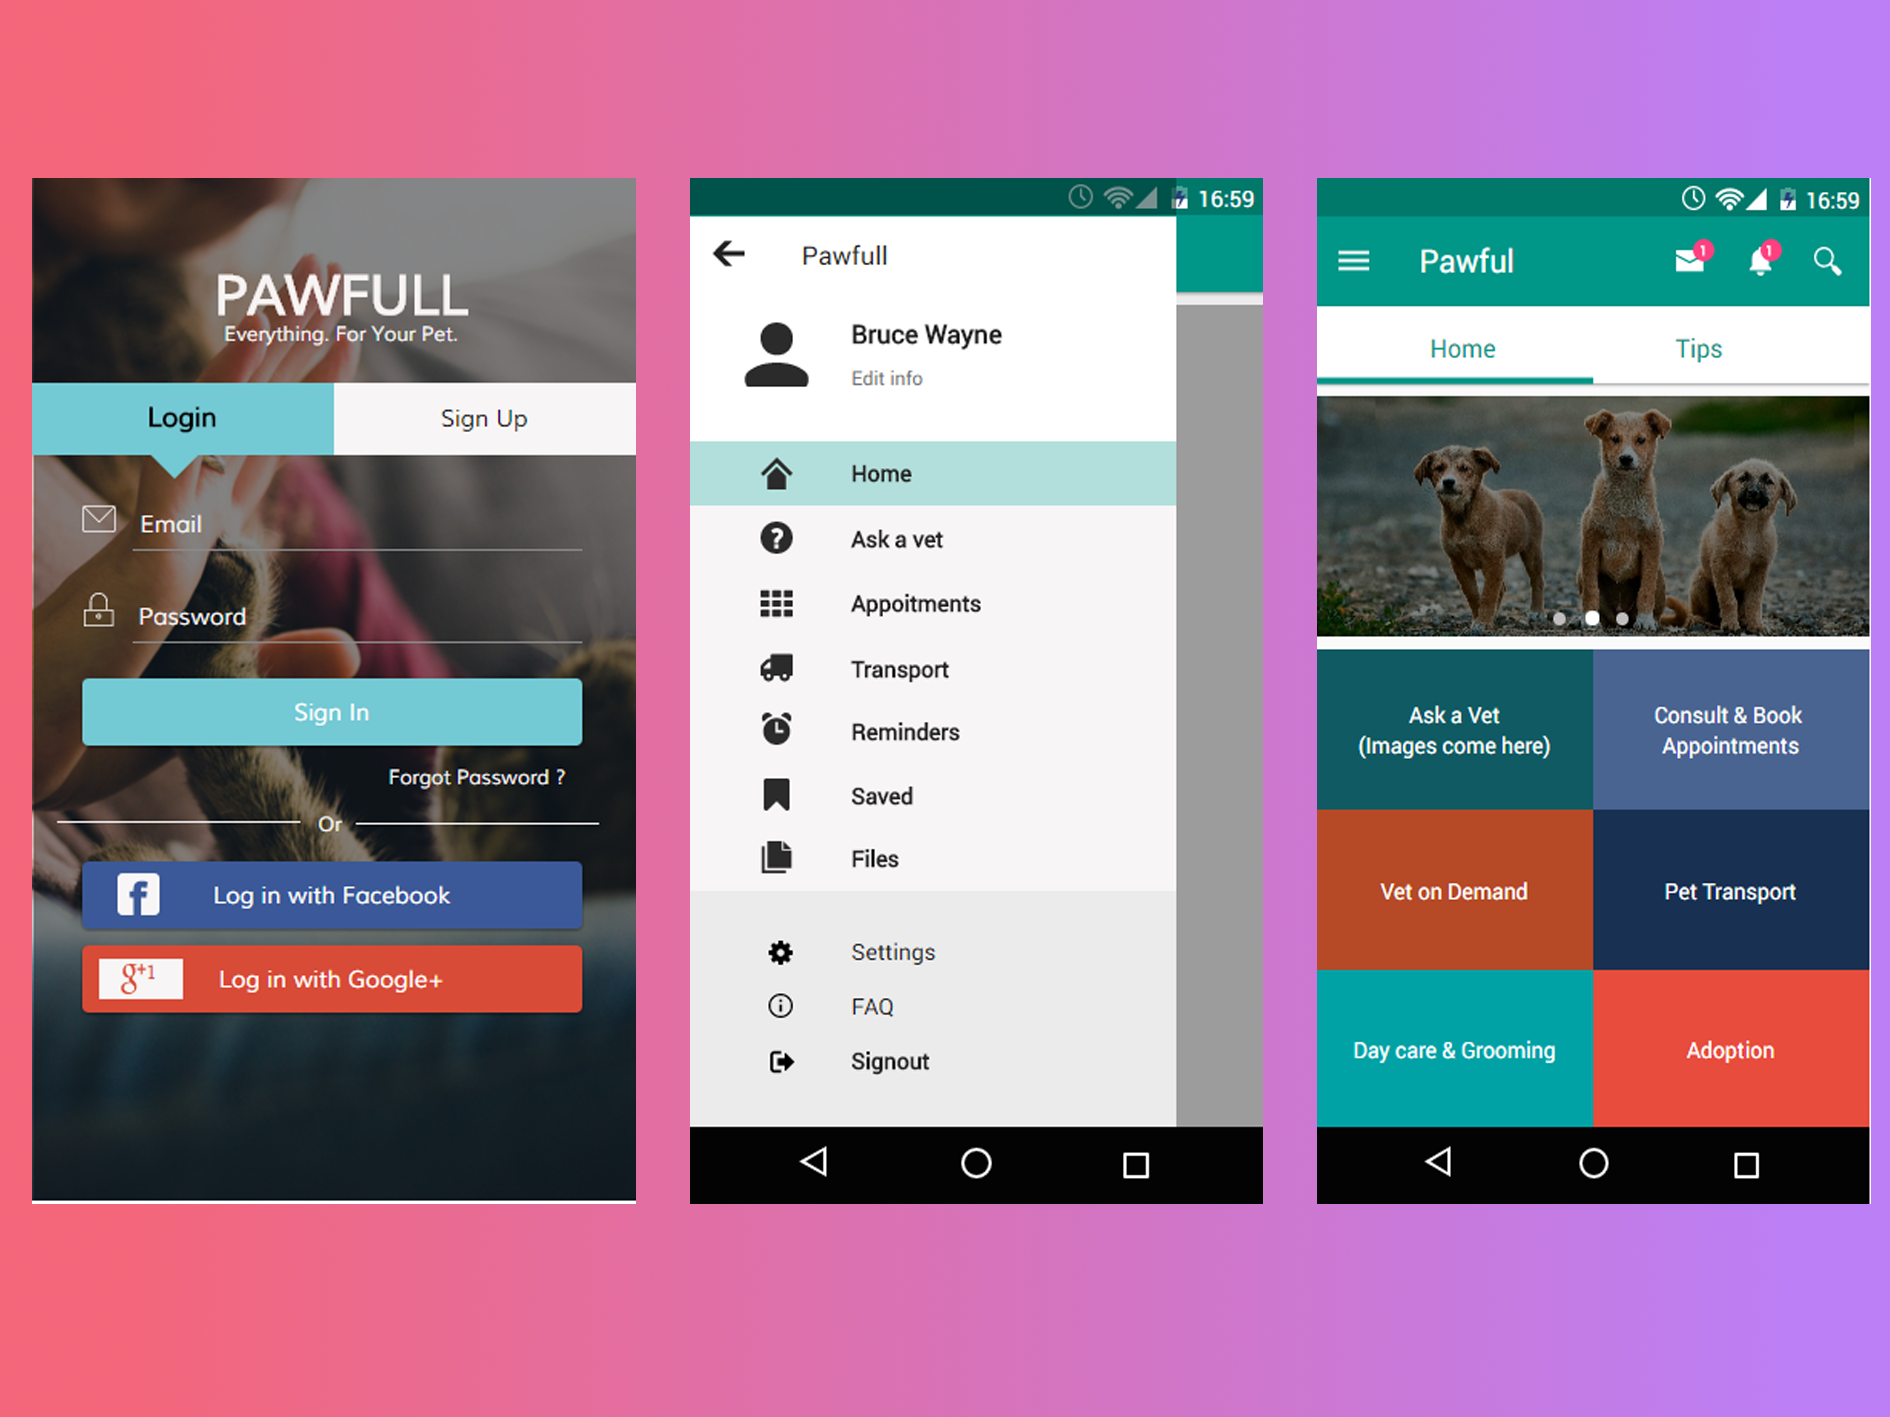 PAWFULL
Everything. For Your Pet.
Login
Sign Up
Email
Password
Sign In
Forgot Password ?
Or
Log in with Facebook
g+1
Log in with Google+
16:59
Pawfull
Bruce Wayne
Edit info
Home
Ask a vet
Appoitments
Transport
Reminders
Saved
Files
Settings
FAQ
Signout
16:59
Pawful
1
1
Home
Tips
Ask a Vet
(Images come here)
Consult & Book
Appointments
Vet on Demand
Pet Transport
Day care & Grooming
Adoption